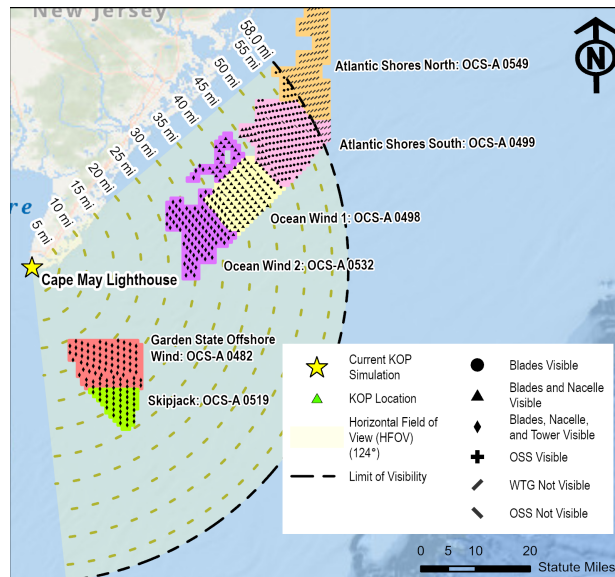 New Jersey
N
58.0 mi
55 mi
50 mi
45 mi
40 mi
35 mi
30 mi
25 mi
20 mi
15 mi
10 mi
5 mi
re
Atlantic Shores North: OCS-A 0549
Atlantic Shores South: OCS-A 0499
Ocean Wind 1: OCS-A 0498
Ocean Wind 2: OCS-A 0532
Cape May Lighthouse
Garden State Offshore
Wind: OCS-A 0482
Skipjack: OCS-A 0519
Current KOP
Simulation
KOP Location
Horizontal Field of
View (HFOV)
(124°)
Limit of Visibility
Blades Visible
Blades and Nacelle
Visible
Blades, Nacelle,
and Tower Visible
OSS Visible
WTG Not Visible
OSS Not Visible
0 5 10 20
Statute Miles